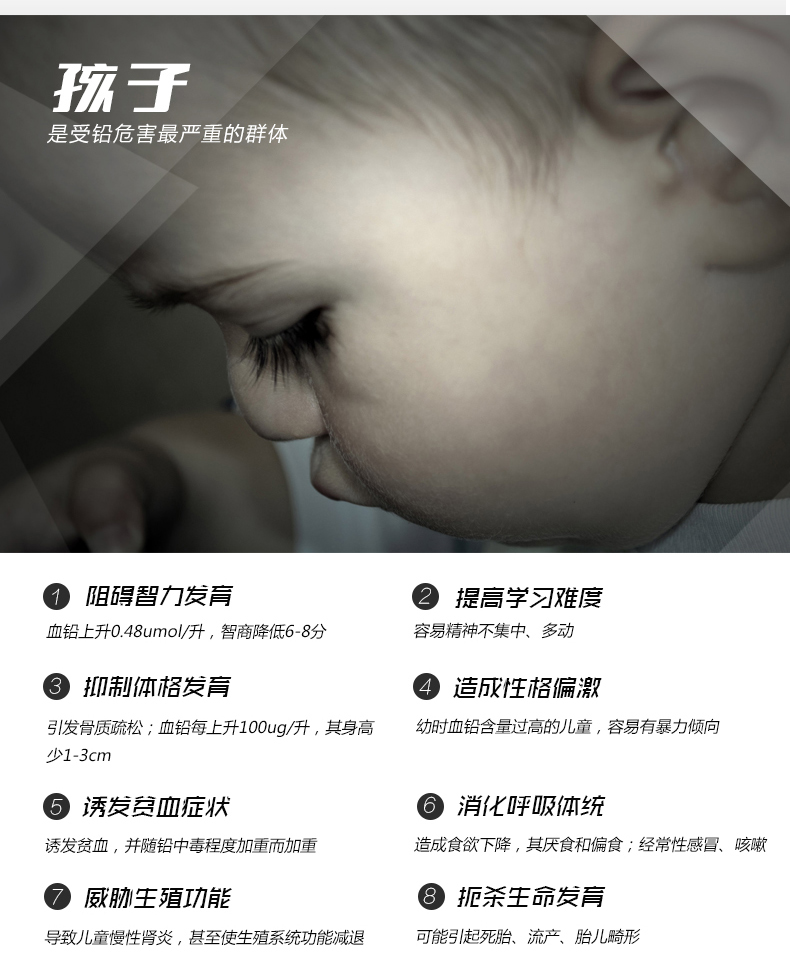 孩子
是受铅危害最严重的群体
1 阻碍智力发育
血铅上升0.48umol/升，智商降低6-8分
2 提高学习难度
容易精神不集中、多动
3 抑制体格发育
引发骨质疏松；血铅每上升100ug/升，其身高
少1-3cm
4 造成性格偏激
幼时血铅含量过高的儿童，容易有暴力倾向
5 诱发贫血症状
诱发贫血，并随铅中毒程度加重而加重
6 消化呼吸体统
造成食欲下降，其厌食和偏食；经常性感冒、咳嗽
7 威胁生殖功能
导致儿童慢性肾炎，甚至使生殖系统功能减退
8 扼杀生命发育
可能引起死胎、流产、胎儿畸形